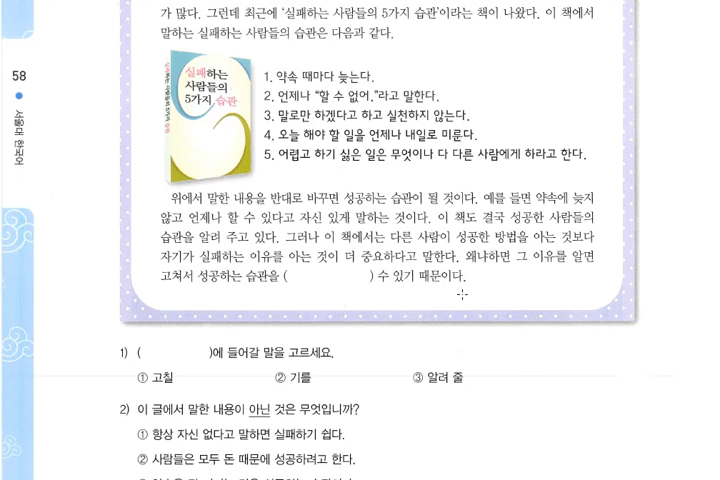 가 많다. 그런데 최근에 ‘실패하는 사람들의 5가지 습관’이라는 책이 나왔다. 이 책에서
말하는 실패하는 사람들의 습관은 다음과 같다.
58
서울대 한국어
실패하는
사람들의
5가지 습관
1. 약속 때마다 늦는다.
2. 언제나 “할 수 없어.”라고 말한다.
3. 말로만 하겠다고 하고 실천하지 않는다.
4. 오늘 해야 할 일을 언제나 내일로 미룬다.
5. 어렵고 하기 싫은 일은 무엇이나 다 다른 사람에게 하라고 한다.
위에서 말한 내용을 반대로 바꾸면 성공하는 습관이 될 것이다. 예를 들면 약속에 늦지
않고 언제나 할 수 있다고 자신 있게 말하는 것이다. 이 책도 결국 성공한 사람들의
습관을 알려 주고 있다. 그러나 이 책에서는 다른 사람이 성공한 방법을 아는 것보다
자기가 실패하는 이유를 아는 것이 더 중요하다고 말한다. 왜냐하면 그 이유를 알면
고쳐서 성공하는 습관을 ( ) 수 있기 때문이다.
1) ( )에 들어갈 말을 고르세요.
① 고칠 ② 기를 ③ 알려 줄
2) 이 글에서 말한 내용이 아닌 것은 무엇입니까?
① 항상 자신 없다고 말하면 실패하기 쉽다.
② 사람들은 모두 돈 때문에 성공하려고 한다.